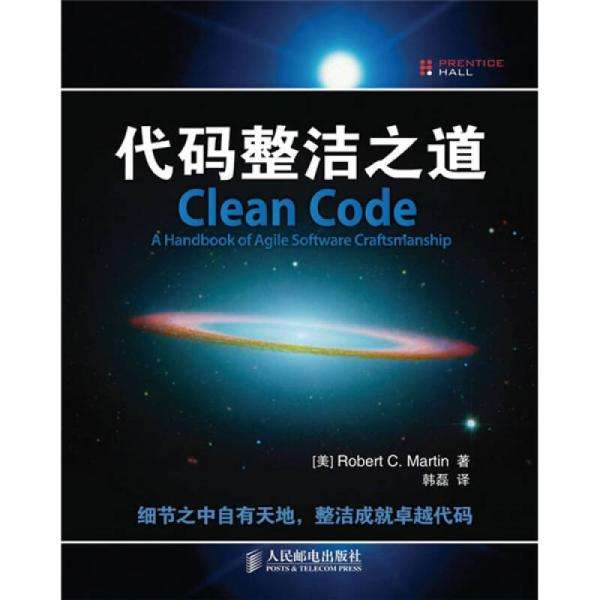 PRENTICE
HALL
代码整洁之道
Clean Code
A Handbook of Agile Software Craftsmanship
[美] Robert C. Martin 著
韩磊 译
细节之中自有天地，整洁成就卓越代码
人民邮电出版社
POSTS & TELECOM PRESS